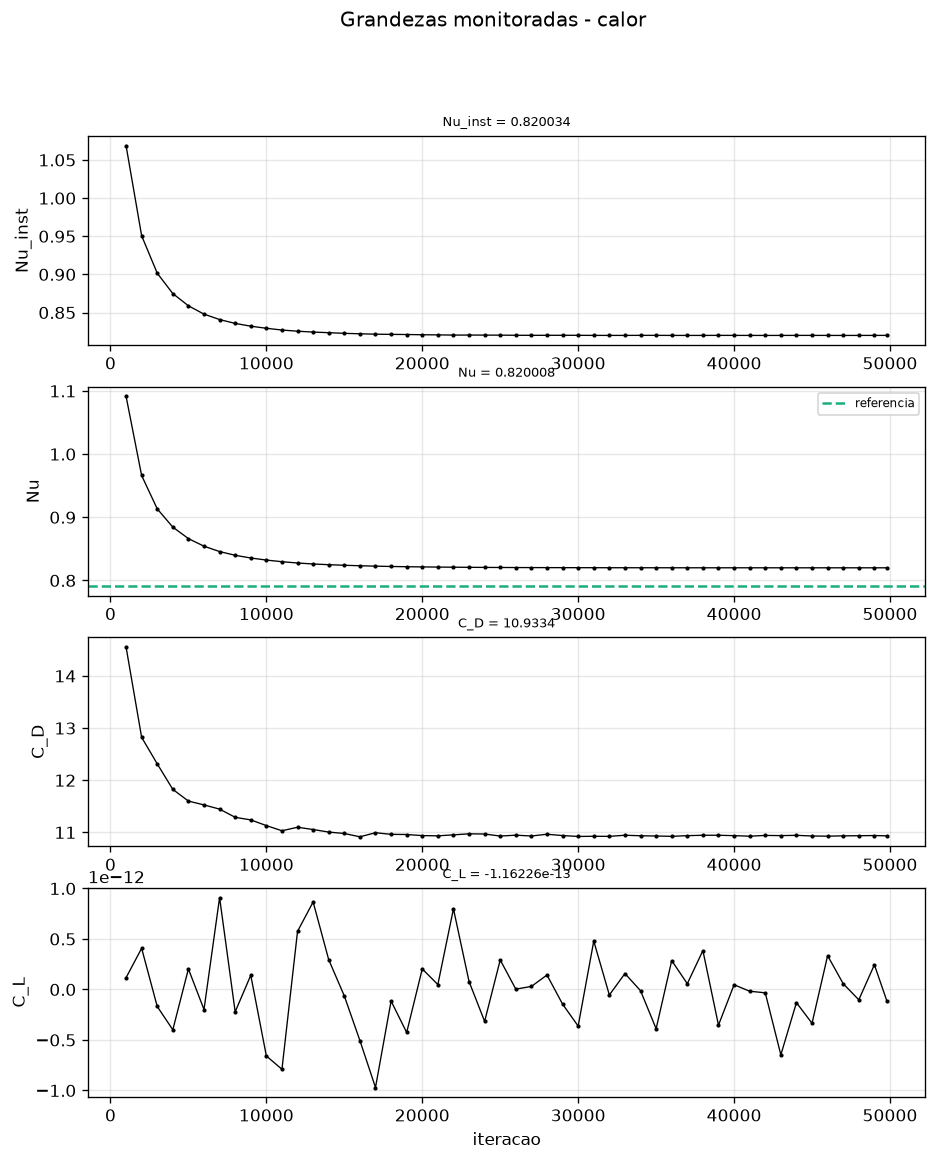 Grandezas monitoradas - calor
Nu_inst = 0.820034
Nu_inst
1.05
1.00
0.95
0.90
0.85
0 10000 20000 30000 40000 50000
Nu = 0.820008
Nu
1.1
1.0
0.9
0.8
referencia
0 10000 20000 30000 40000 50000
C_D = 10.9334
C_D
14
13
12
11
0 10000 20000 30000 40000 50000
1e−12
C_L = -1.16226e-13
C_L
1.0
0.5
0.0
−0.5
−1.0
0 10000 20000 30000 40000 50000
iteracao